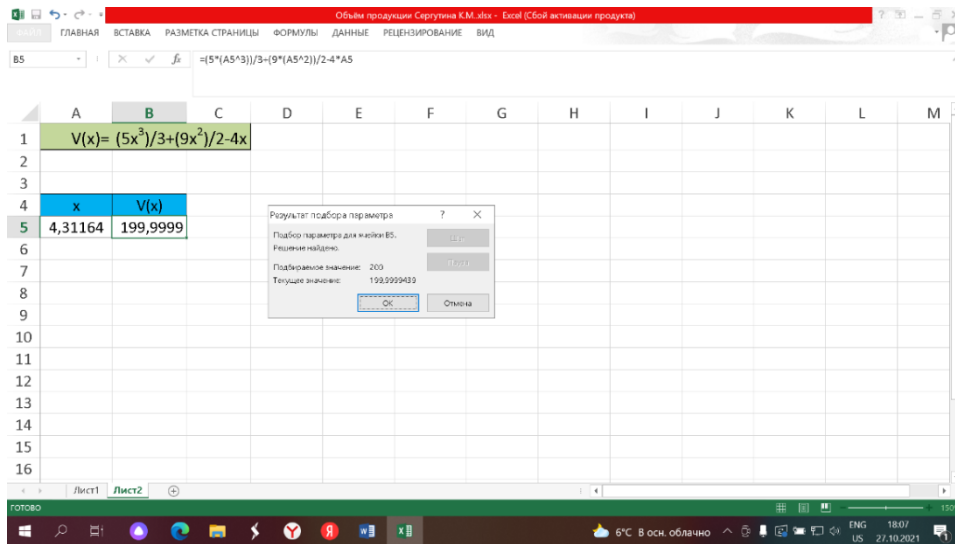 Объём продукции Сергутина К.М..xlsx - Excel (Сбой активации продукта)
ФАЙЛ ГЛАВНАЯ ВСТАВКА РАЗМЕТКА СТРАНИЦЫ ФОРМУЛЫ ДАННЫЕ РЕЦЕНЗИРОВАНИЕ ВИД
B5 fx =(5*(A5^3))/3+(9*(A5^2))/2-4*A5
A B C D E F G H I J K L M
1 V(x)= (5x³)/3+(9x²)/2-4x
2
3
4 x V(x)
5 4,31164 199,9999
Результат подбора параметра ? ×
Подбор параметра для ячейки B5.
Решение найдено.
Подбираемое значение: 200
Текущее значение: 199,9999439
ОК Отмена
6
7
8
9
10
11
12
13
14
15
16
Лист1 Лист2
ГОТОВО
6°C В осн. облачно ENG 18:07
US 27.10.2021